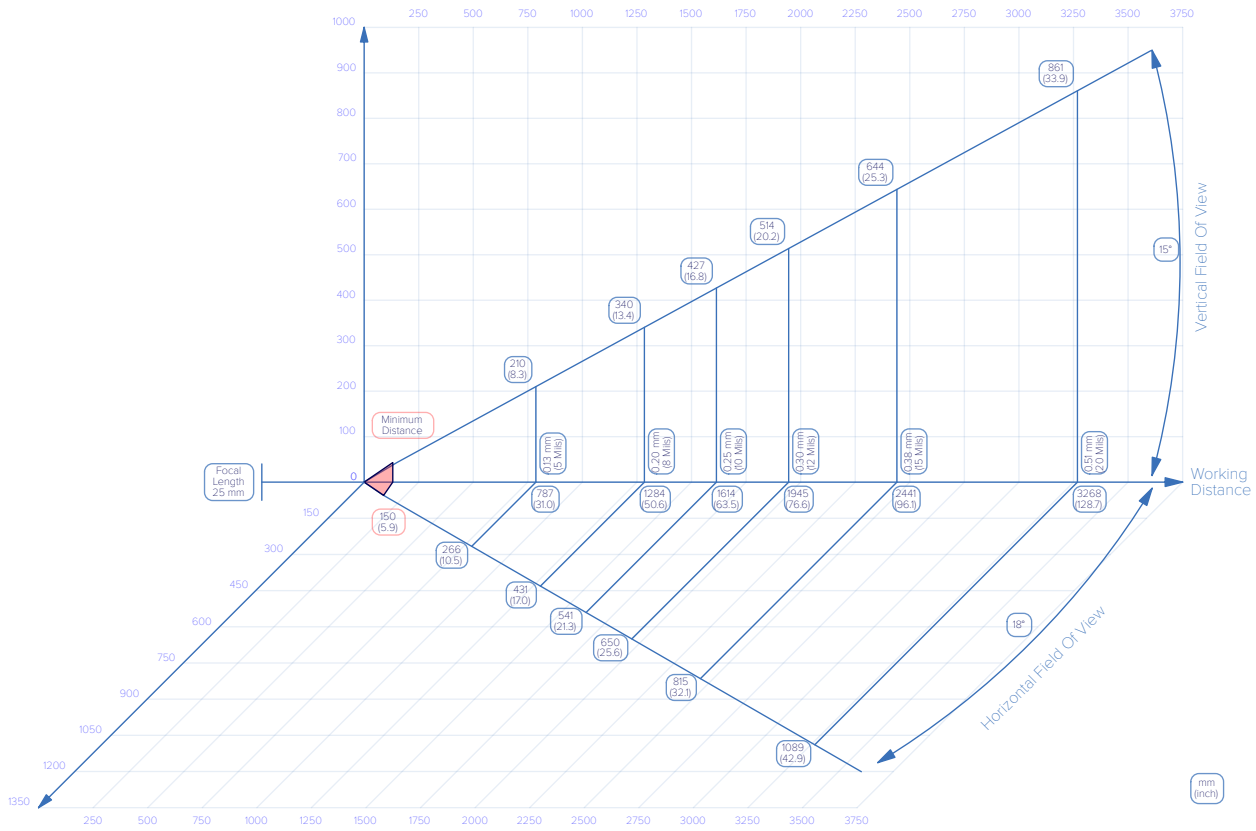 250 500 750 1000 1250 1500 1750 2000 2250 2500 2750 3000 3250 3500 3750
1000
900
800
700
600
500
400
300
200
100
0
861
(33.9)
644
(25.3)
514
(20.2)
427
(16.8)
340
(13.4)
210
(8.3)
15°
Vertical Field Of View
Minimum
Distance
0.13 mm
(5 Mils)
0.20 mm
(8 Mils)
0.25 mm
(10 Mils)
0.30 mm
(12 Mils)
0.38 mm
(15 Mils)
0.51 mm
(2.0 Mils)
Focal
Length
25 mm
Working
Distance
787
(31.0)
1284
(50.6)
1614
(63.5)
1945
(76.6)
2441
(96.1)
3268
(128.7)
150
(5.9)
150
300
450
600
750
900
1050
1200
1350
266
(10.5)
431
(17.0)
541
(21.3)
650
(25.6)
815
(32.1)
1089
(42.9)
18°
Horizontal Field Of View
mm
(inch)
250 500 750 1000 1250 1500 1750 2000 2250 2500 2750 3000 3250 3500 3750